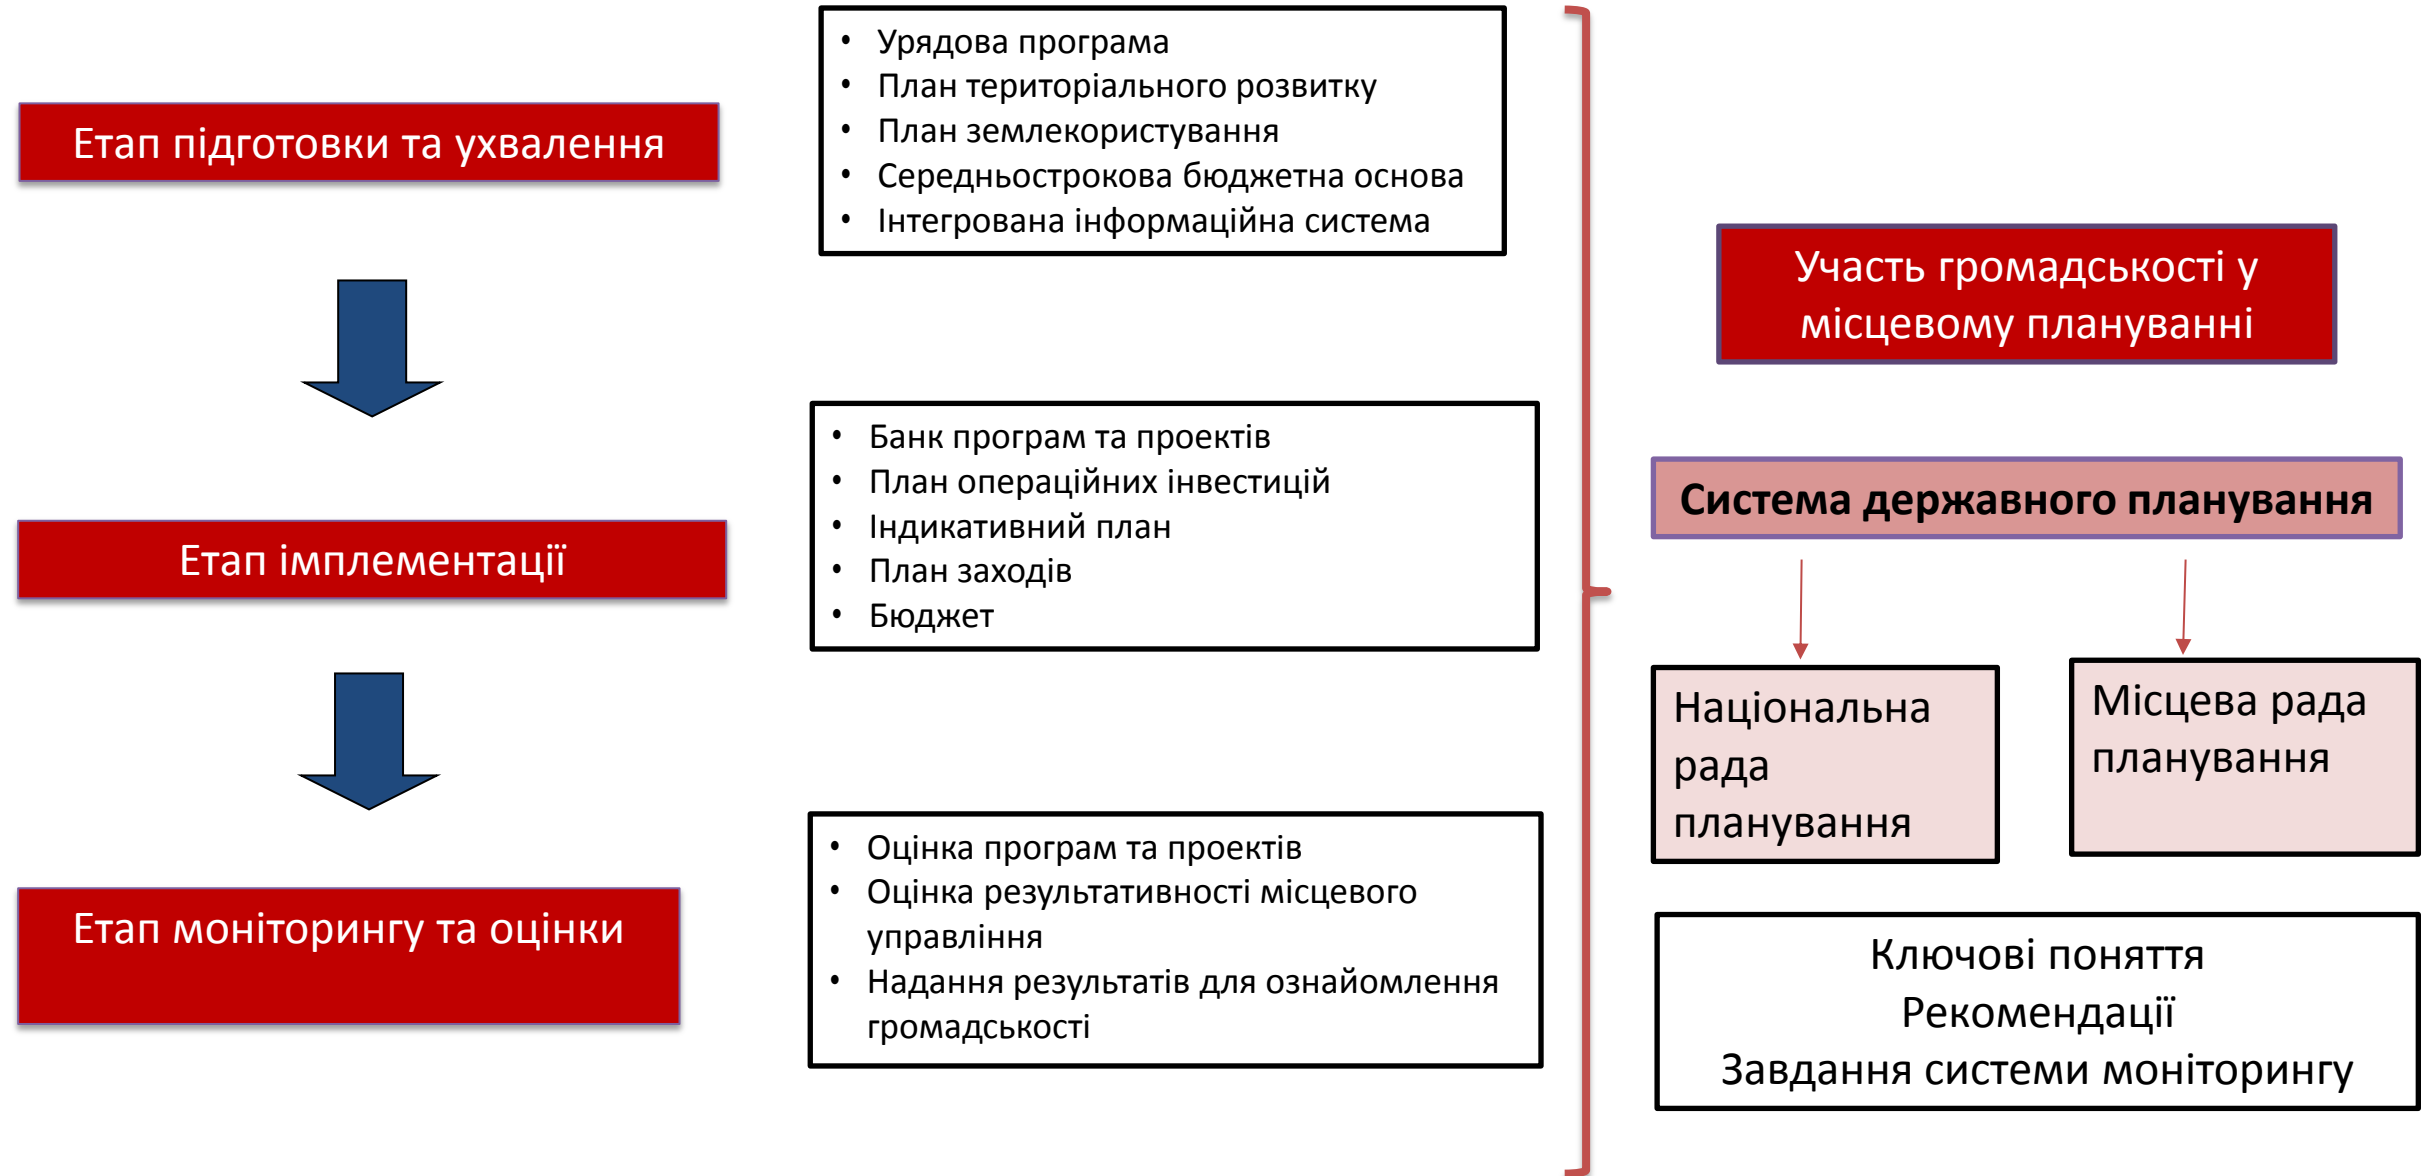 Етап підготовки та ухвалення
• Урядова програма
• План територіального розвитку
• План землекористування
• Середньострокова бюджетна основа
• Інтегрована інформаційна система
Етап імплементації
• Банк програм та проектів
• План операційних інвестицій
• Індикативний план
• План заходів
• Бюджет
Етап моніторингу та оцінки
• Оцінка програм та проектів
• Оцінка результативності місцевого
управління
• Надання результатів для ознайомлення
громадськості
Участь громадськості у
місцевому плануванні
Система державного планування
Національна
рада
планування
Місцева рада
планування
Ключові поняття
Рекомендації
Завдання системи моніторингу